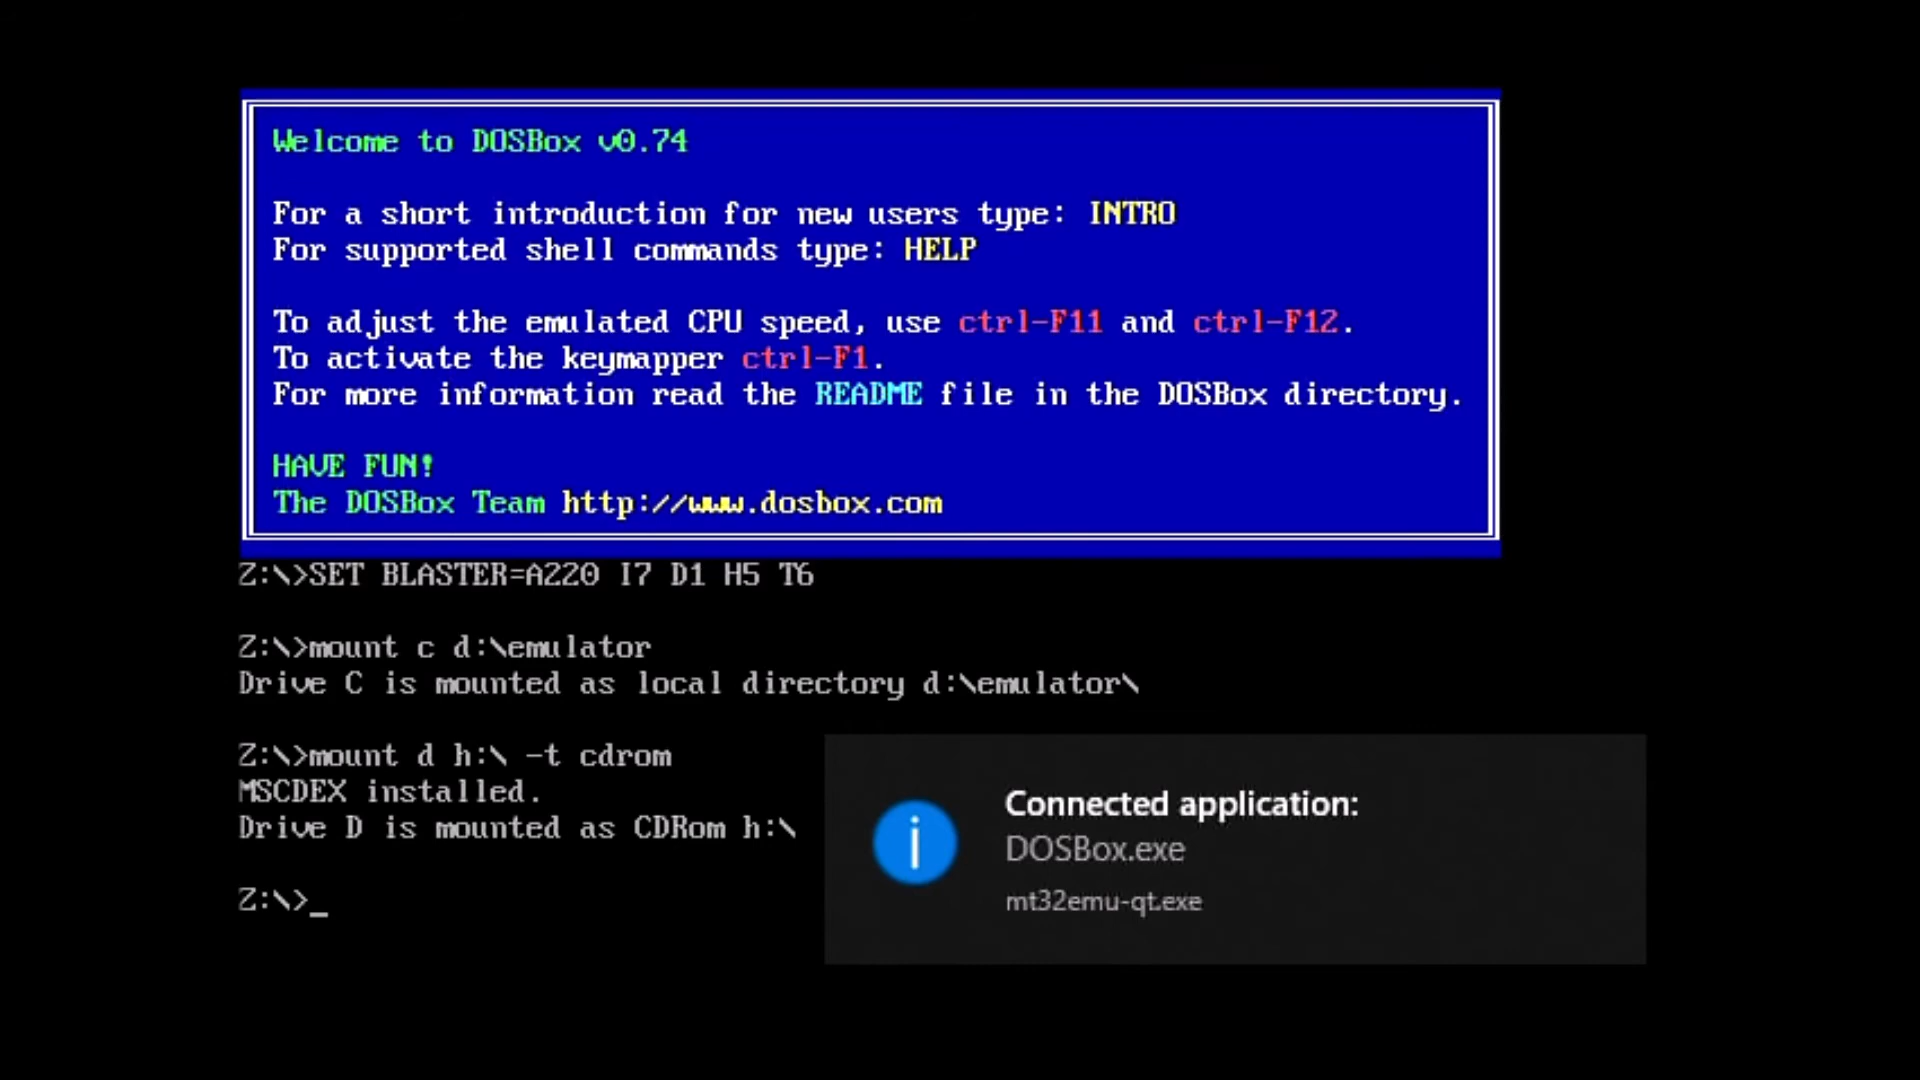 Welcome to DOSBox v0.74
For a short introduction for new users type: INTRO
For supported shell commands type: HELP
To adjust the emulated CPU speed, use ctrl-F11 and ctrl-F12.
To activate the keymapper ctrl-F1.
For more information read the README file in the DOSBox directory.
HAVE FUN!
The DOSBox Team http://www.dosbox.com
Z:\>SET BLASTER=A220 I7 D1 H5 T6
Z:\>mount c d:\emulator
Drive C is mounted as local directory d:\emulator\
Z:\>mount d h:\ -t cdrom
MSCDEX installed.
Drive D is mounted as CDRom h:\
Z:\>_
Connected application:
DOSBox.exe
mt32emu-qt.exe